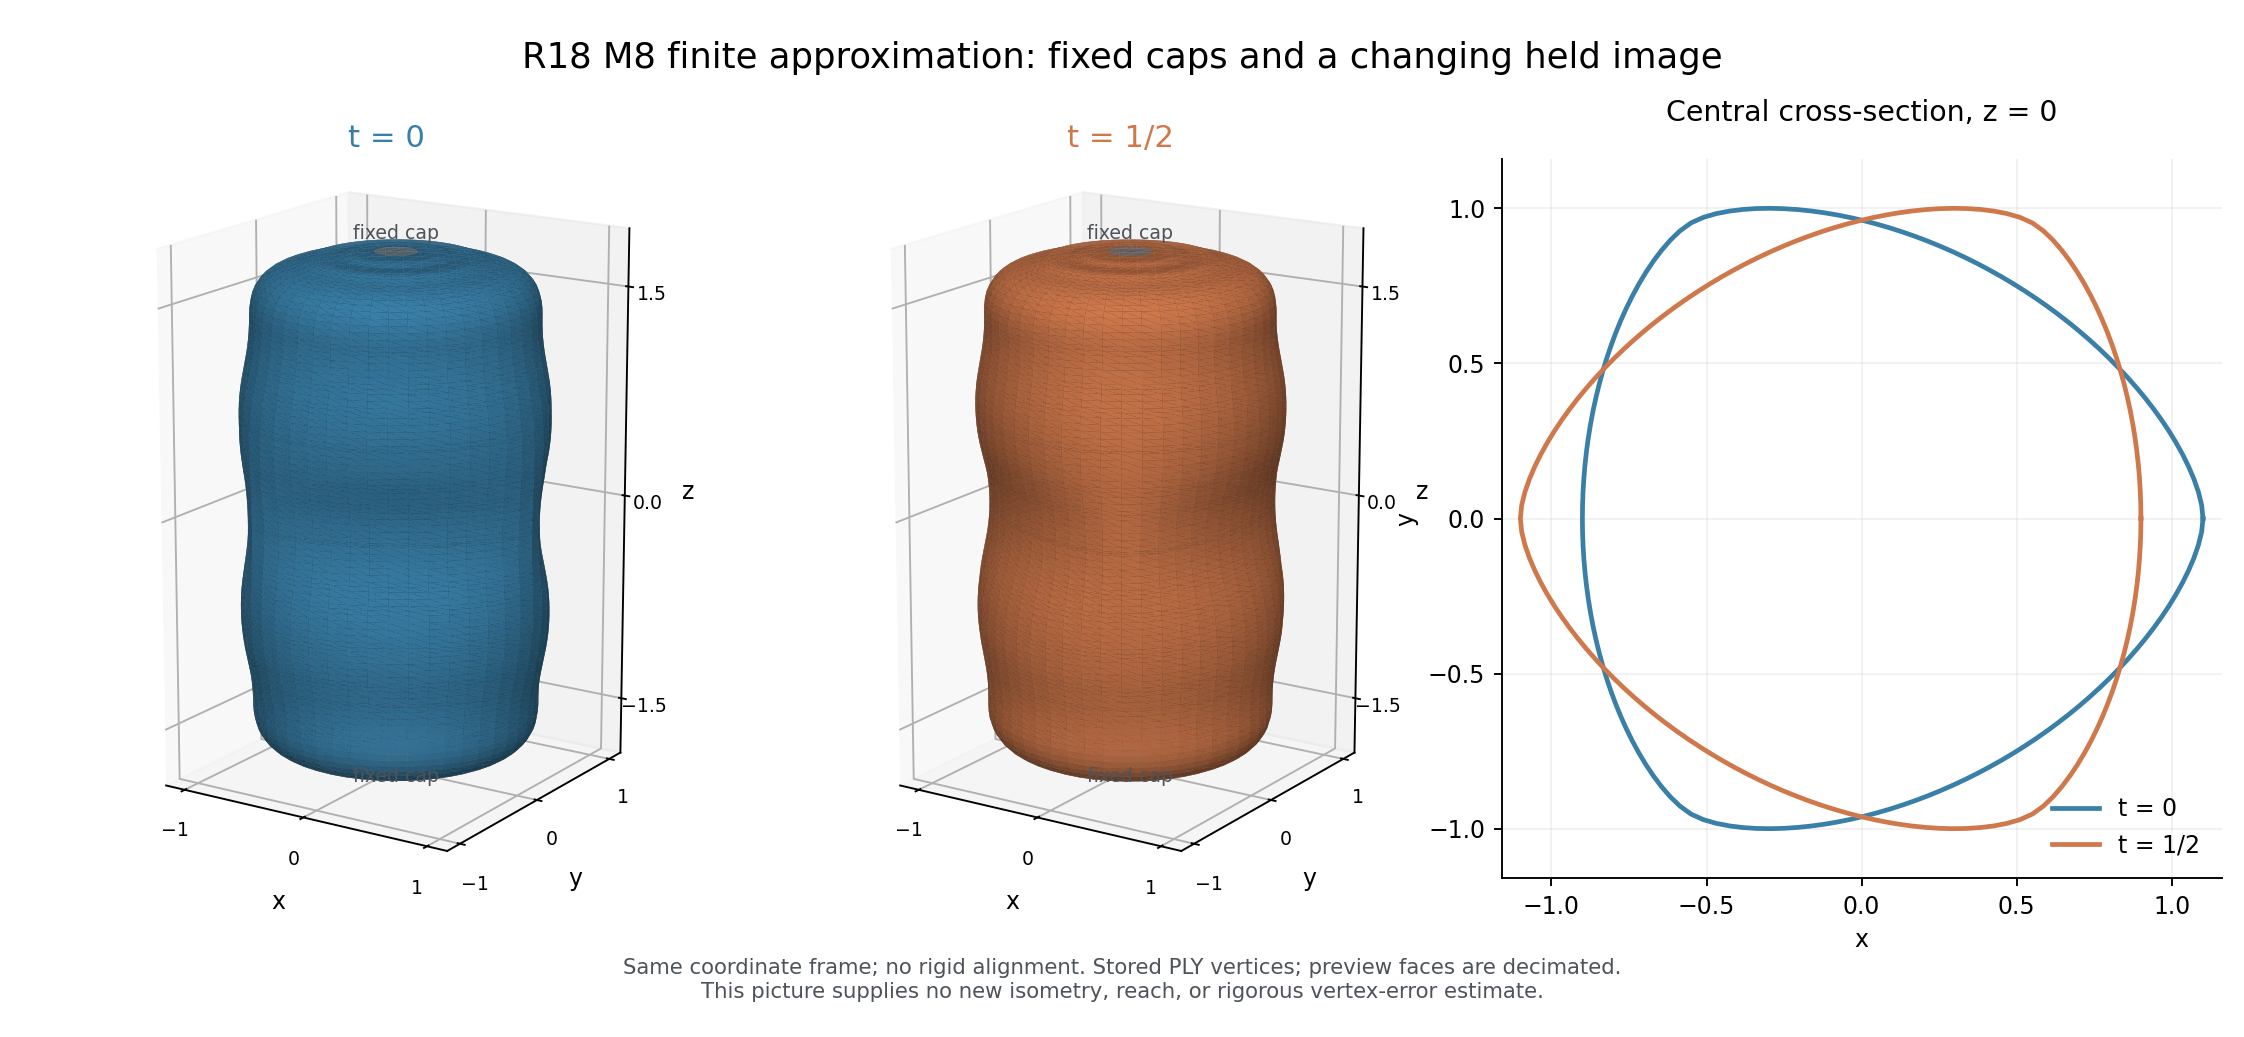 R18 M8 finite approximation: fixed caps and a changing held image
t = 0
fixed cap
1.5
0.0
z
−1.5
fixed cap
−1
0
1
x
−1
0
1
y
t = 1/2
fixed cap
1.5
0.0
z
−1.5
fixed cap
−1
0
1
x
−1
0
1
y
Central cross-section, z = 0
1.0
0.5
0.0
−0.5
−1.0
y
−1.0 −0.5 0.0 0.5 1.0
x
t = 0
t = 1/2
Same coordinate frame; no rigid alignment. Stored PLY vertices; preview faces are decimated.
This picture supplies no new isometry, reach, or rigorous vertex-error estimate.